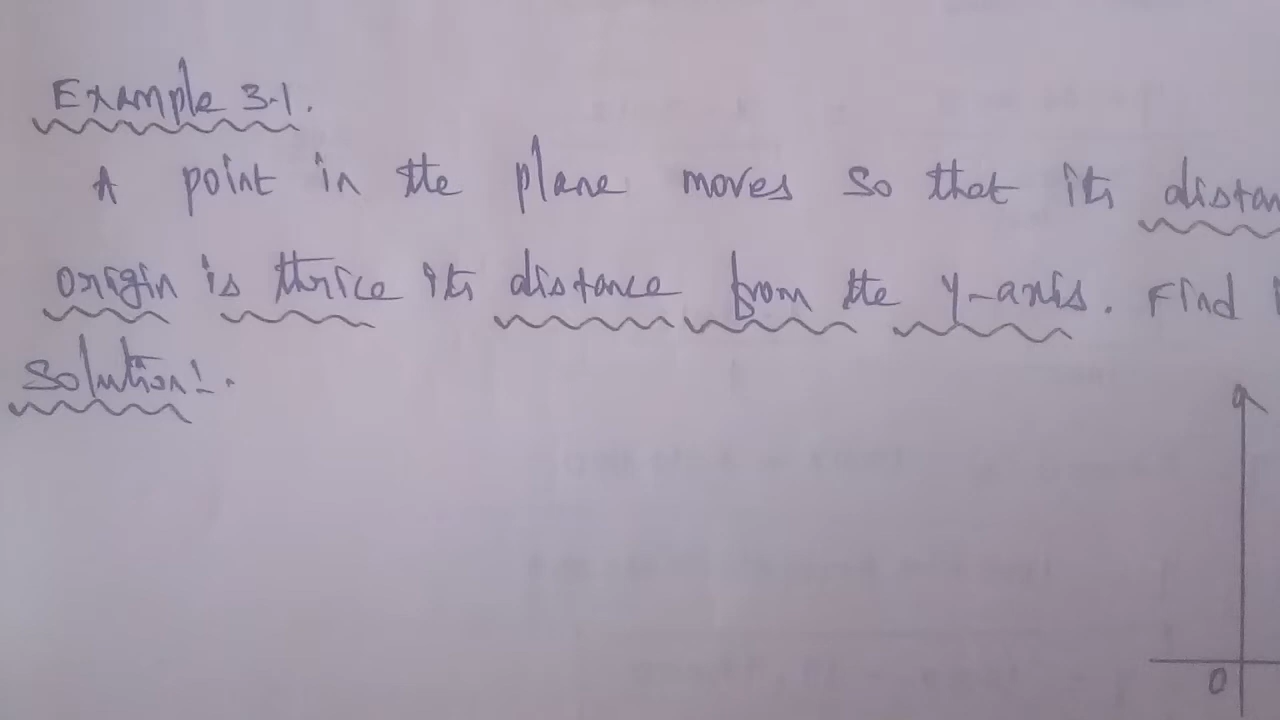 Example 3.1.
A point in the plane moves so that its distan
origin is thrice its distance from the y-axis. Find i
Solution:.
0